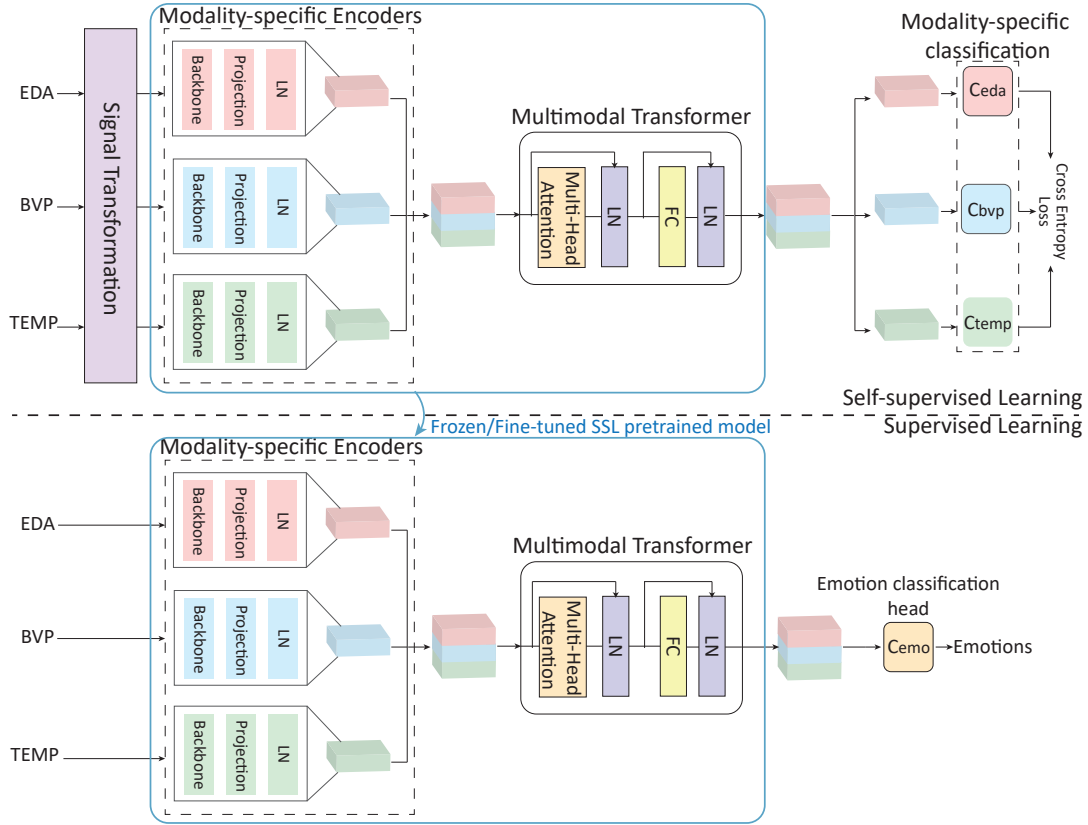 Modality-specific Encoders
Modality-specific
classification
EDA
BVP
TEMP
Signal Transformation
Backbone
Projection
LN
Backbone
Projection
LN
Backbone
Projection
LN
Multimodal Transformer
Multi-Head
Attention
LN
FC
LN
Ceda
Cbvp
Ctemp
Cross Entropy
Loss
Self-supervised Learning
Supervised Learning
Frozen/Fine-tuned SSL pretrained model
Modality-specific Encoders
EDA
BVP
TEMP
Backbone
Projection
LN
Backbone
Projection
LN
Backbone
Projection
LN
Multimodal Transformer
Multi-Head
Attention
LN
FC
LN
Emotion classification
head
Cemo
Emotions